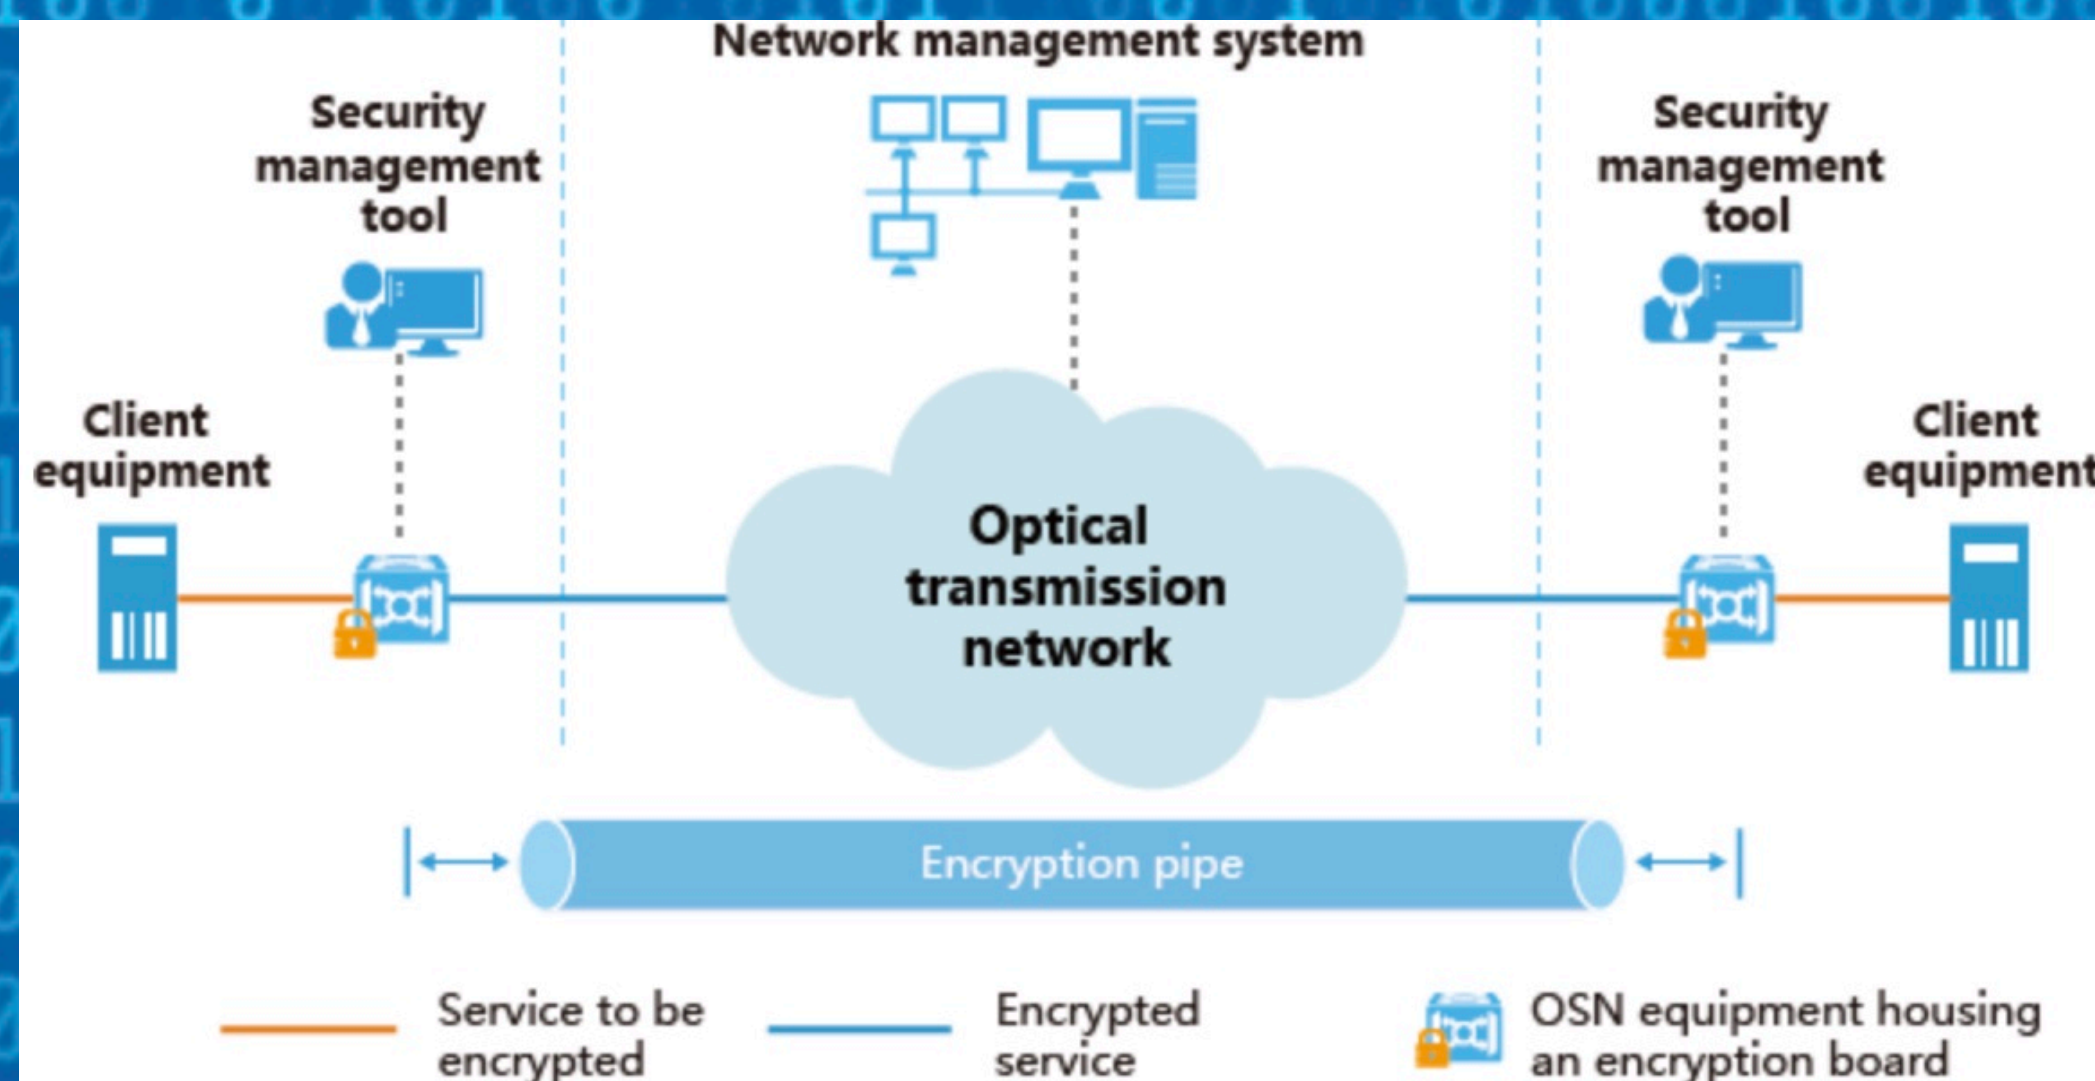 Network management system
Security
management
tool
Security
management
tool
Client
equipment
Client
equipment
Optical
transmission
network
Encryption pipe
Service to be
encrypted
Encrypted
service
OSN equipment housing
an encryption board